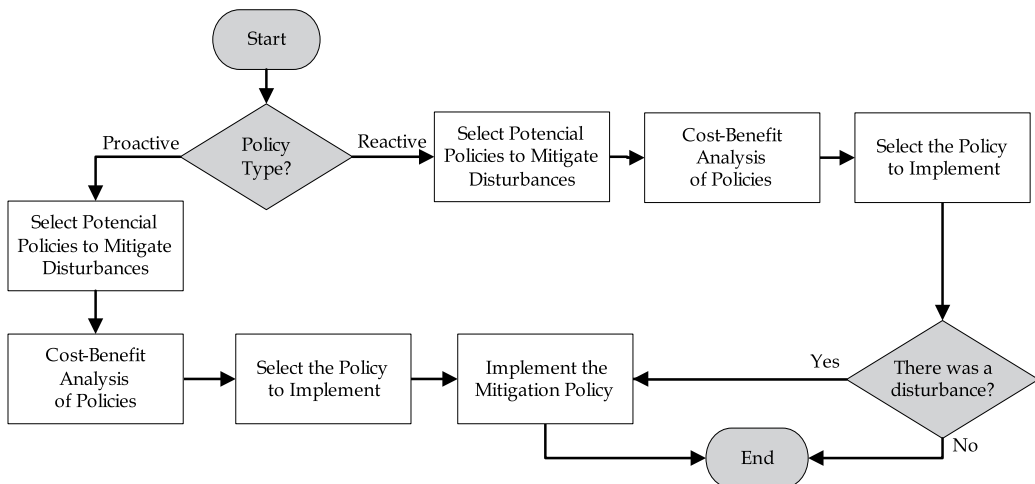 Start
Policy
Type?
Proactive
Reactive
Select Potencial
Policies to Mitigate
Disturbances
Cost-Benefit
Analysis
of Policies
Select the Policy
to Implement
Select Potencial
Policies to Mitigate
Disturbances
Cost-Benefit
Analysis
of Policies
Select the Policy
to Implement
Implement the
Mitigation Policy
Yes
There was a
disturbance?
No
End